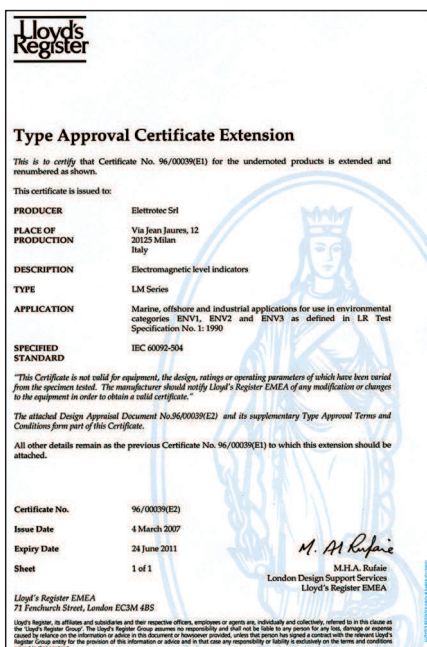 Lloyd's
Register
Type Approval Certificate Extension
This is to certify that Certificate No. 96/00039(E1) for the undernoted products is extended and
renumbered as shown.
This certificate is issued to:
PRODUCER Elettrotec Srl
PLACE OF Via Jean Jaures, 12
PRODUCTION 20125 Milan
Italy
DESCRIPTION Electromagnetic level indicators
TYPE LM Series
APPLICATION Marine, offshore and industrial applications for use in environmental
categories ENV1, ENV2 and ENV3 as defined in LR Test
Specification No. 1: 1990
SPECIFIED IEC 60092-504
STANDARD
"This Certificate is not valid for equipment, the design, ratings or operating parameters of which have been varied
from the specimen tested. The manufacturer should notify Lloyd's Register EMEA of any modification or changes
to the equipment in order to obtain a valid certificate."
The attached Design Appraisal Document No.96/00039(E2) and its supplementary Type Approval Terms and
Conditions form part of this Certificate.
All other details remain as the previous Certificate No. 96/00039(E1) to which this extension should be
attached.
Certificate No. 96/00039(E2)
Issue Date 4 March 2007
Expiry Date 24 June 2011
M. Al Rufaie
Sheet 1 of 1
M.H.A. Rufaie
London Design Support Services
Lloyd's Register EMEA
Lloyd's Register EMEA
71 Fenchurch Street, London EC3M 4BS
Lloyd's Register, its affiliates and subsidiaries and their respective officers, employees or agents are, individually and collectively, referred to in this clause as
the 'Lloyd's Register Group'. The Lloyd's Register Group assumes no responsibility and shall not be liable to any person for any loss, damage or expense
caused by reliance on the information or advice in this document or howsoever provided, unless that person has signed a contract with the relevant Lloyd's
Register Group entity for the provision of this information or advice and in that case any responsibility or liability is exclusively on the terms and conditions